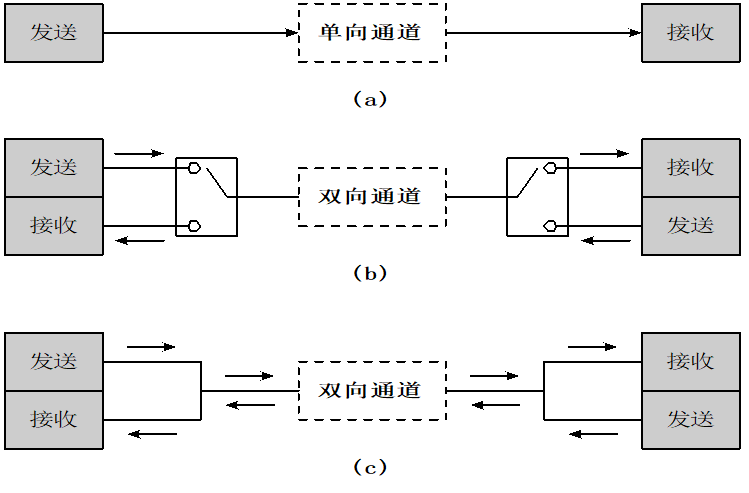 发送 单向通道 接收
(a)
发送 接收
双向通道
接收 发送
(b)
发送 接收
双向通道
接收 发送
(c)